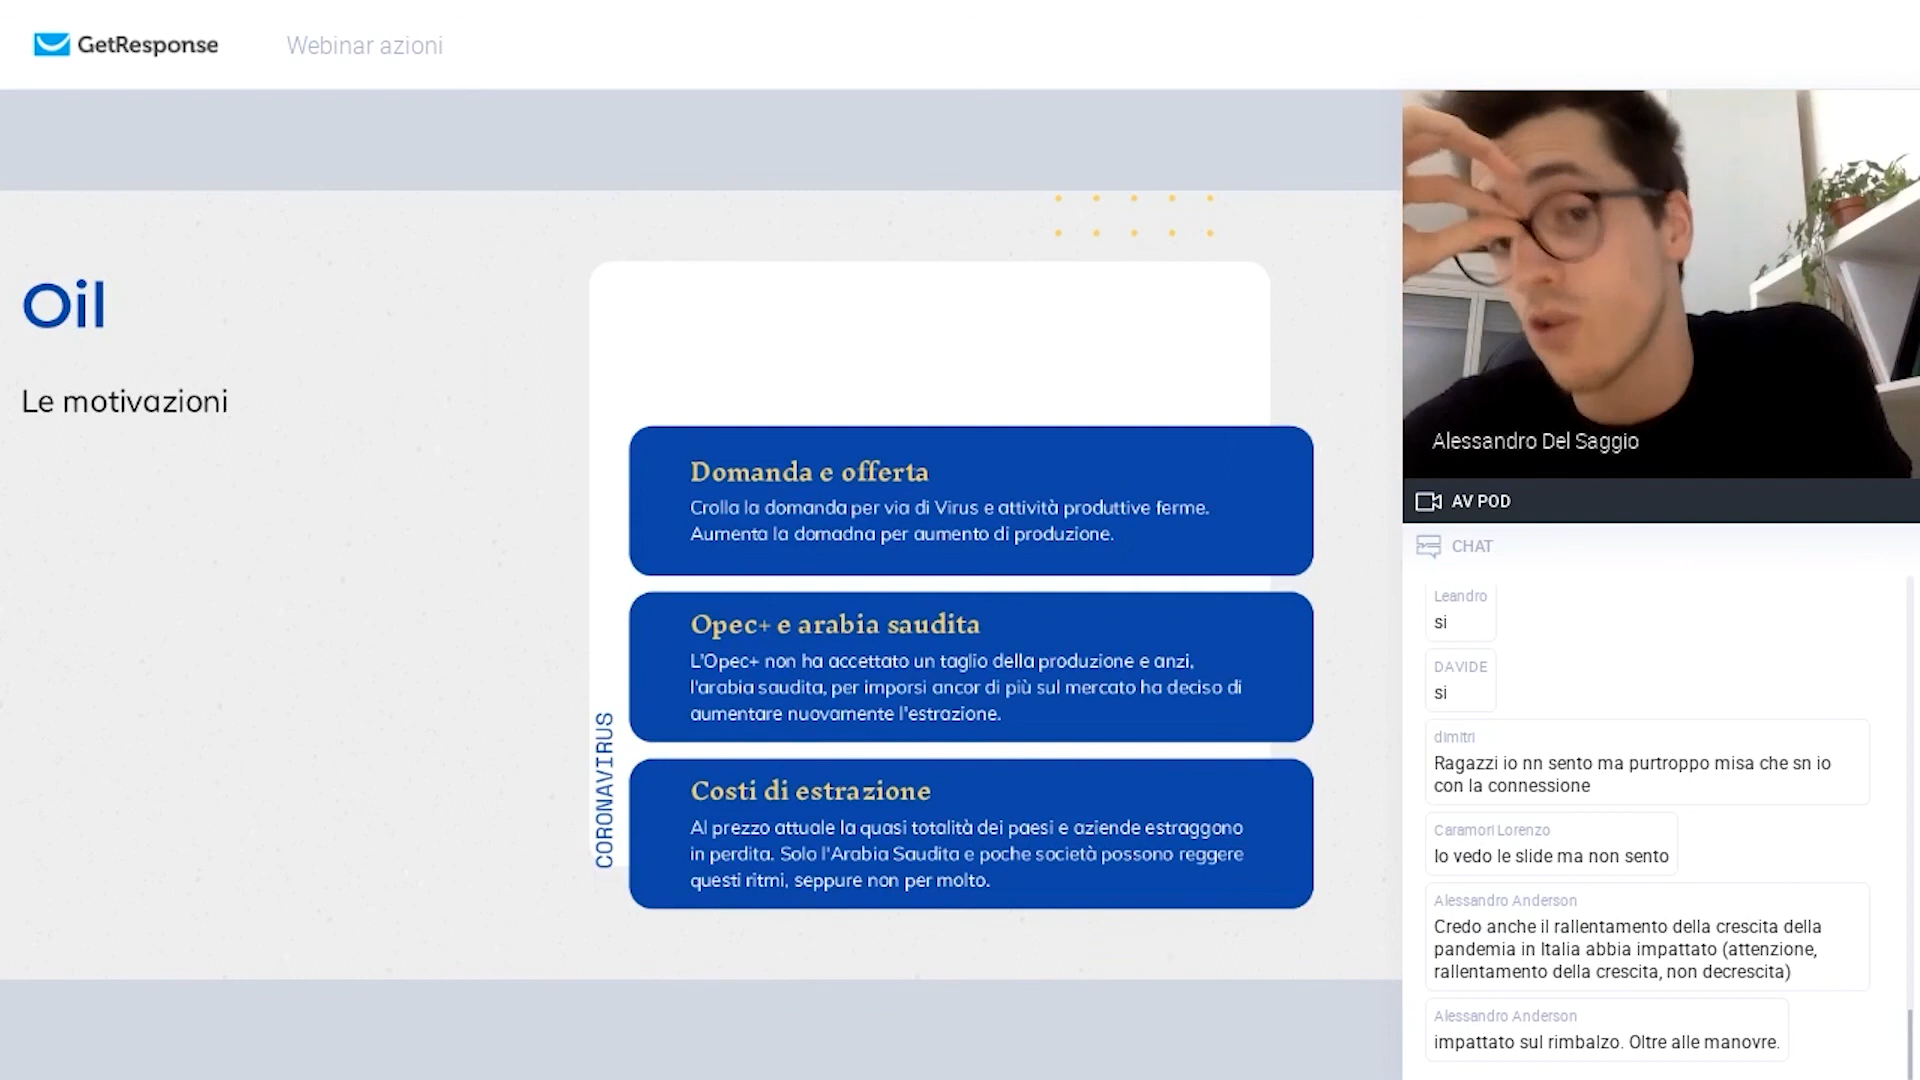 GetResponse
Webinar azioni
Oil
Le motivazioni
CORONAVIRUS
Domanda e offerta
Crolla la domanda per via di Virus e attività produttive ferme.
Aumenta la domadna per aumento di produzione.
Opec+ e arabia saudita
L'Opec+ non ha accettato un taglio della produzione e anzi,
l'arabia saudita, per imporsi ancor di più sul mercato ha deciso di
aumentare nuovamente l'estrazione.
Costi di estrazione
Al prezzo attuale la quasi totalità dei paesi e aziende estraggono
in perdita. Solo l'Arabia Saudita e poche società possono reggere
questi ritmi, seppure non per molto.
Alessandro Del Saggio
AV POD
CHAT
Leandro
si
DAVIDE
si
dimitri
Ragazzi io nn sento ma purtroppo misa che sn io
con la connessione
Caramori Lorenzo
Io vedo le slide ma non sento
Alessandro Anderson
Credo anche il rallentamento della crescita della
pandemia in Italia abbia impattato (attenzione,
rallentamento della crescita, non decrescita)
Alessandro Anderson
impattato sul rimbalzo. Oltre alle manovre.